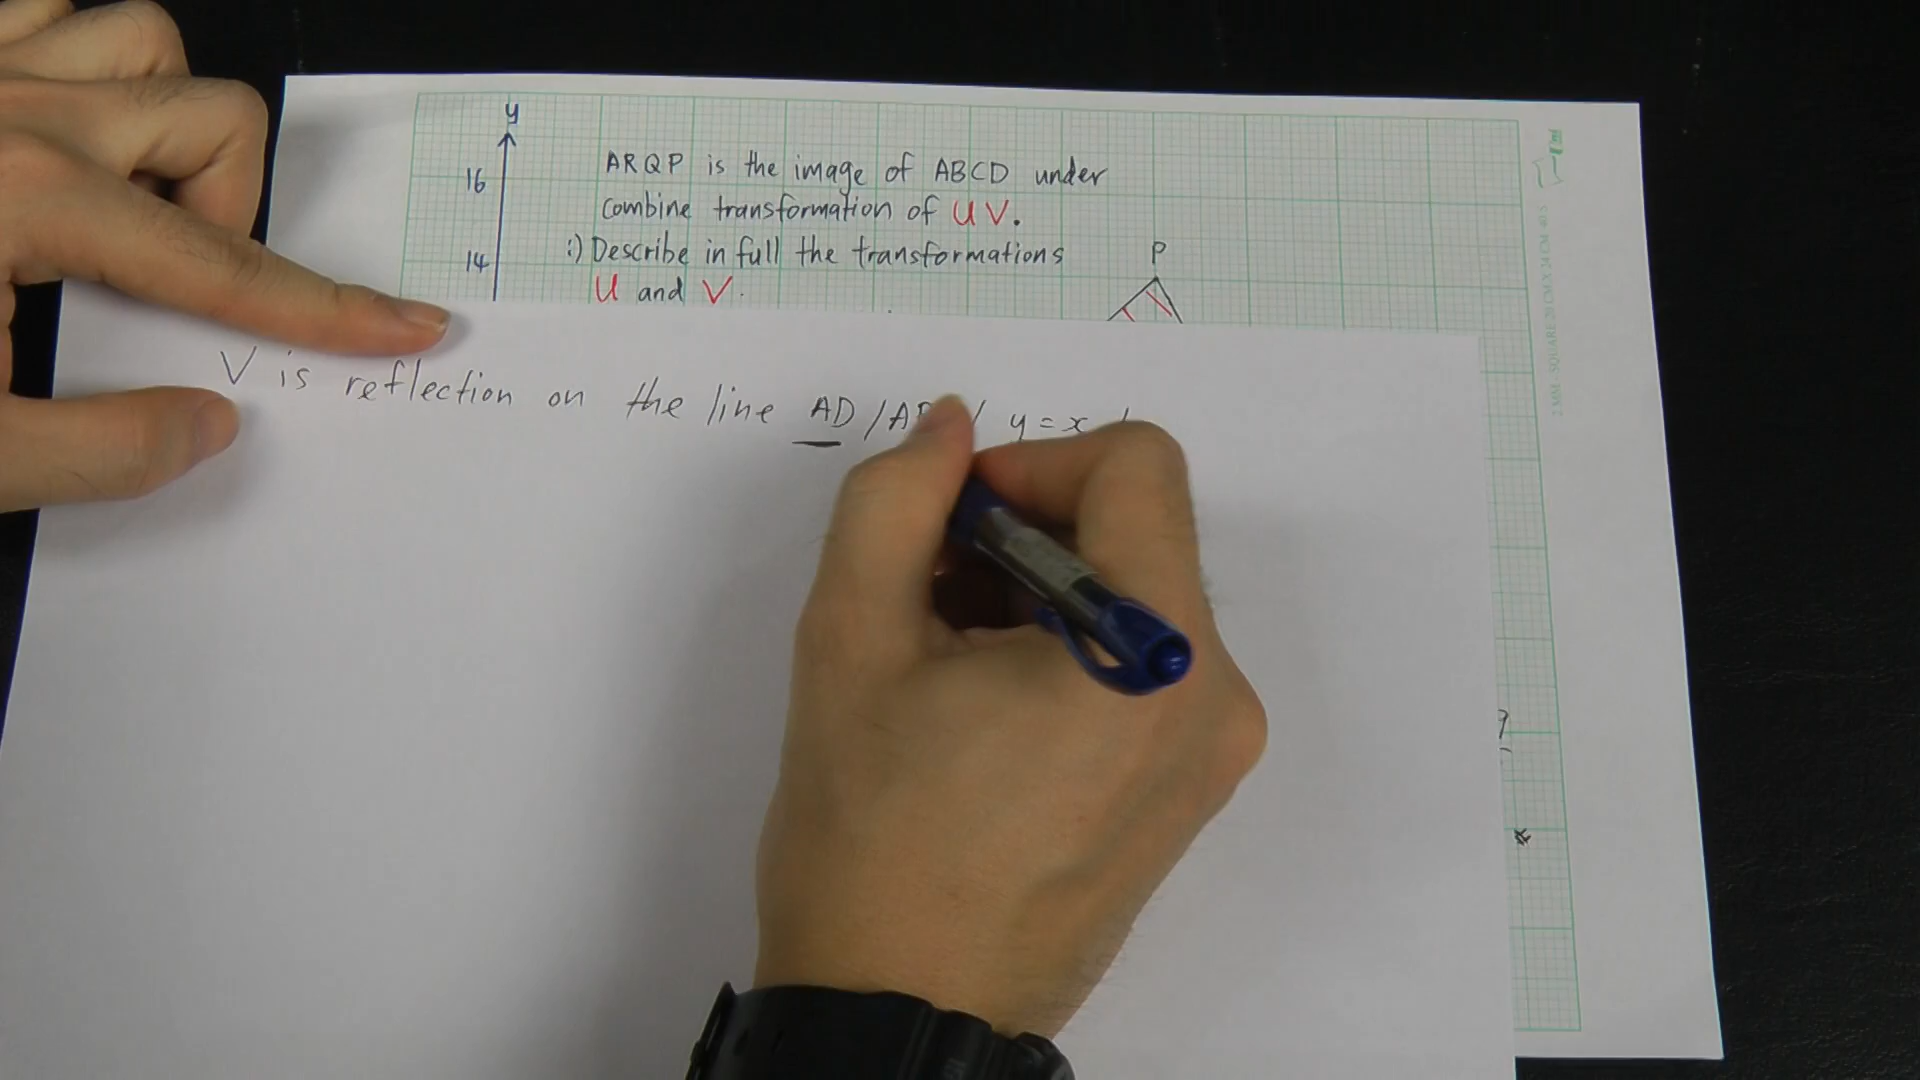 y
16
ARQP is the image of ABCD under
combine transformation of UV.
14
i) Describe in full the transformations
P
U and V.
V is reflection on the line AD / / y = x